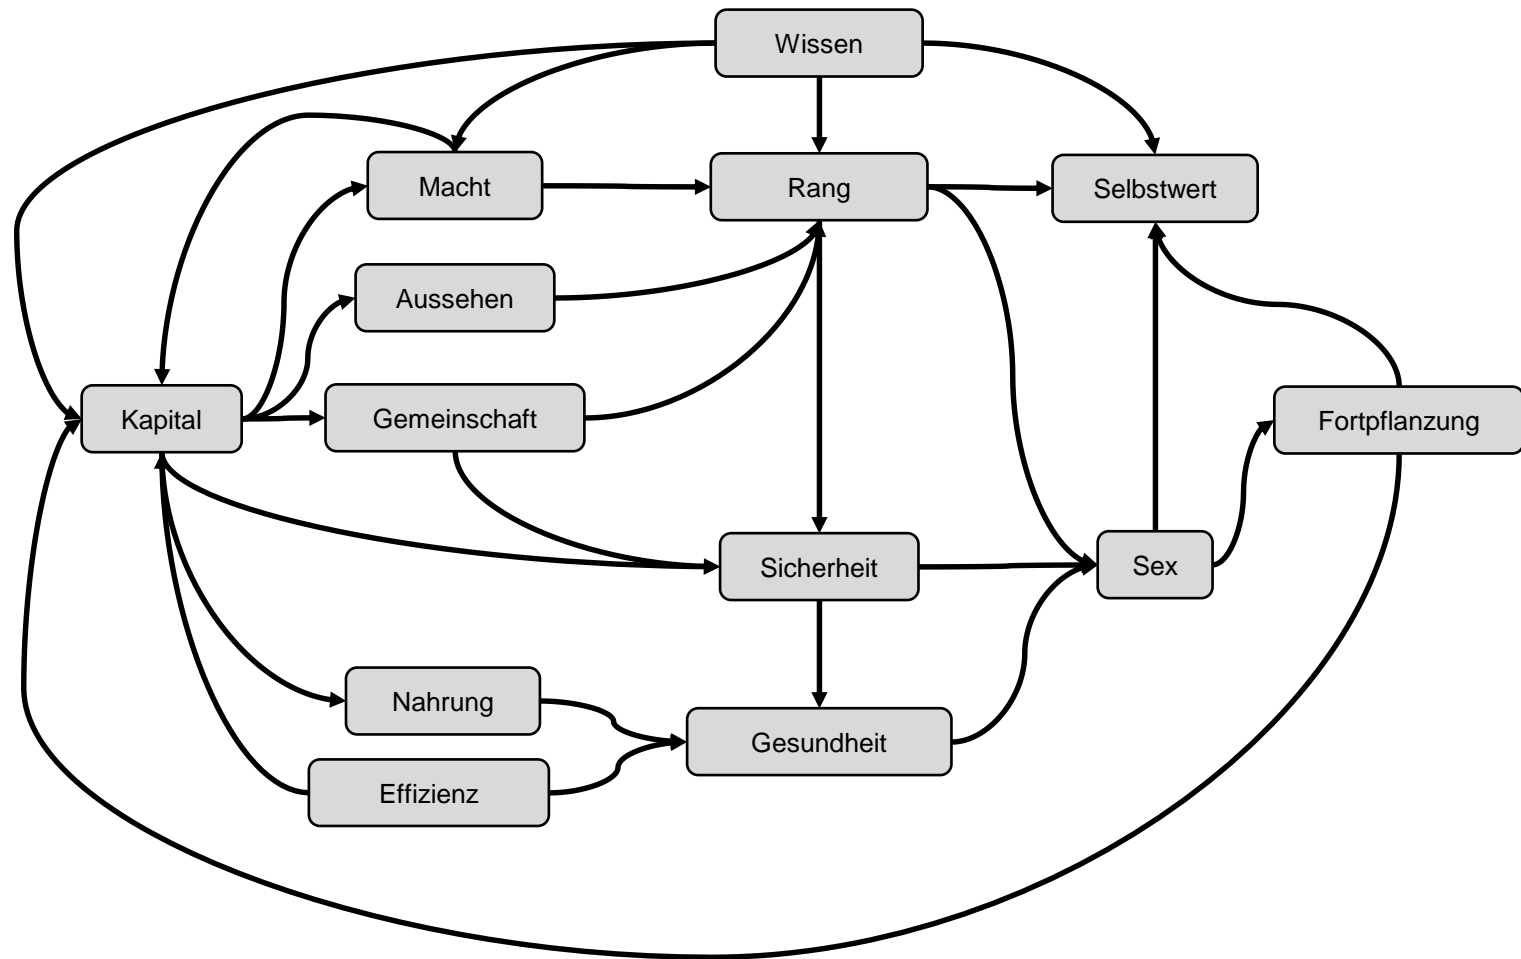 Wissen
Macht
Rang
Selbstwert
Aussehen
Kapital
Gemeinschaft
Fortpflanzung
Sicherheit
Sex
Nahrung
Gesundheit
Effizienz